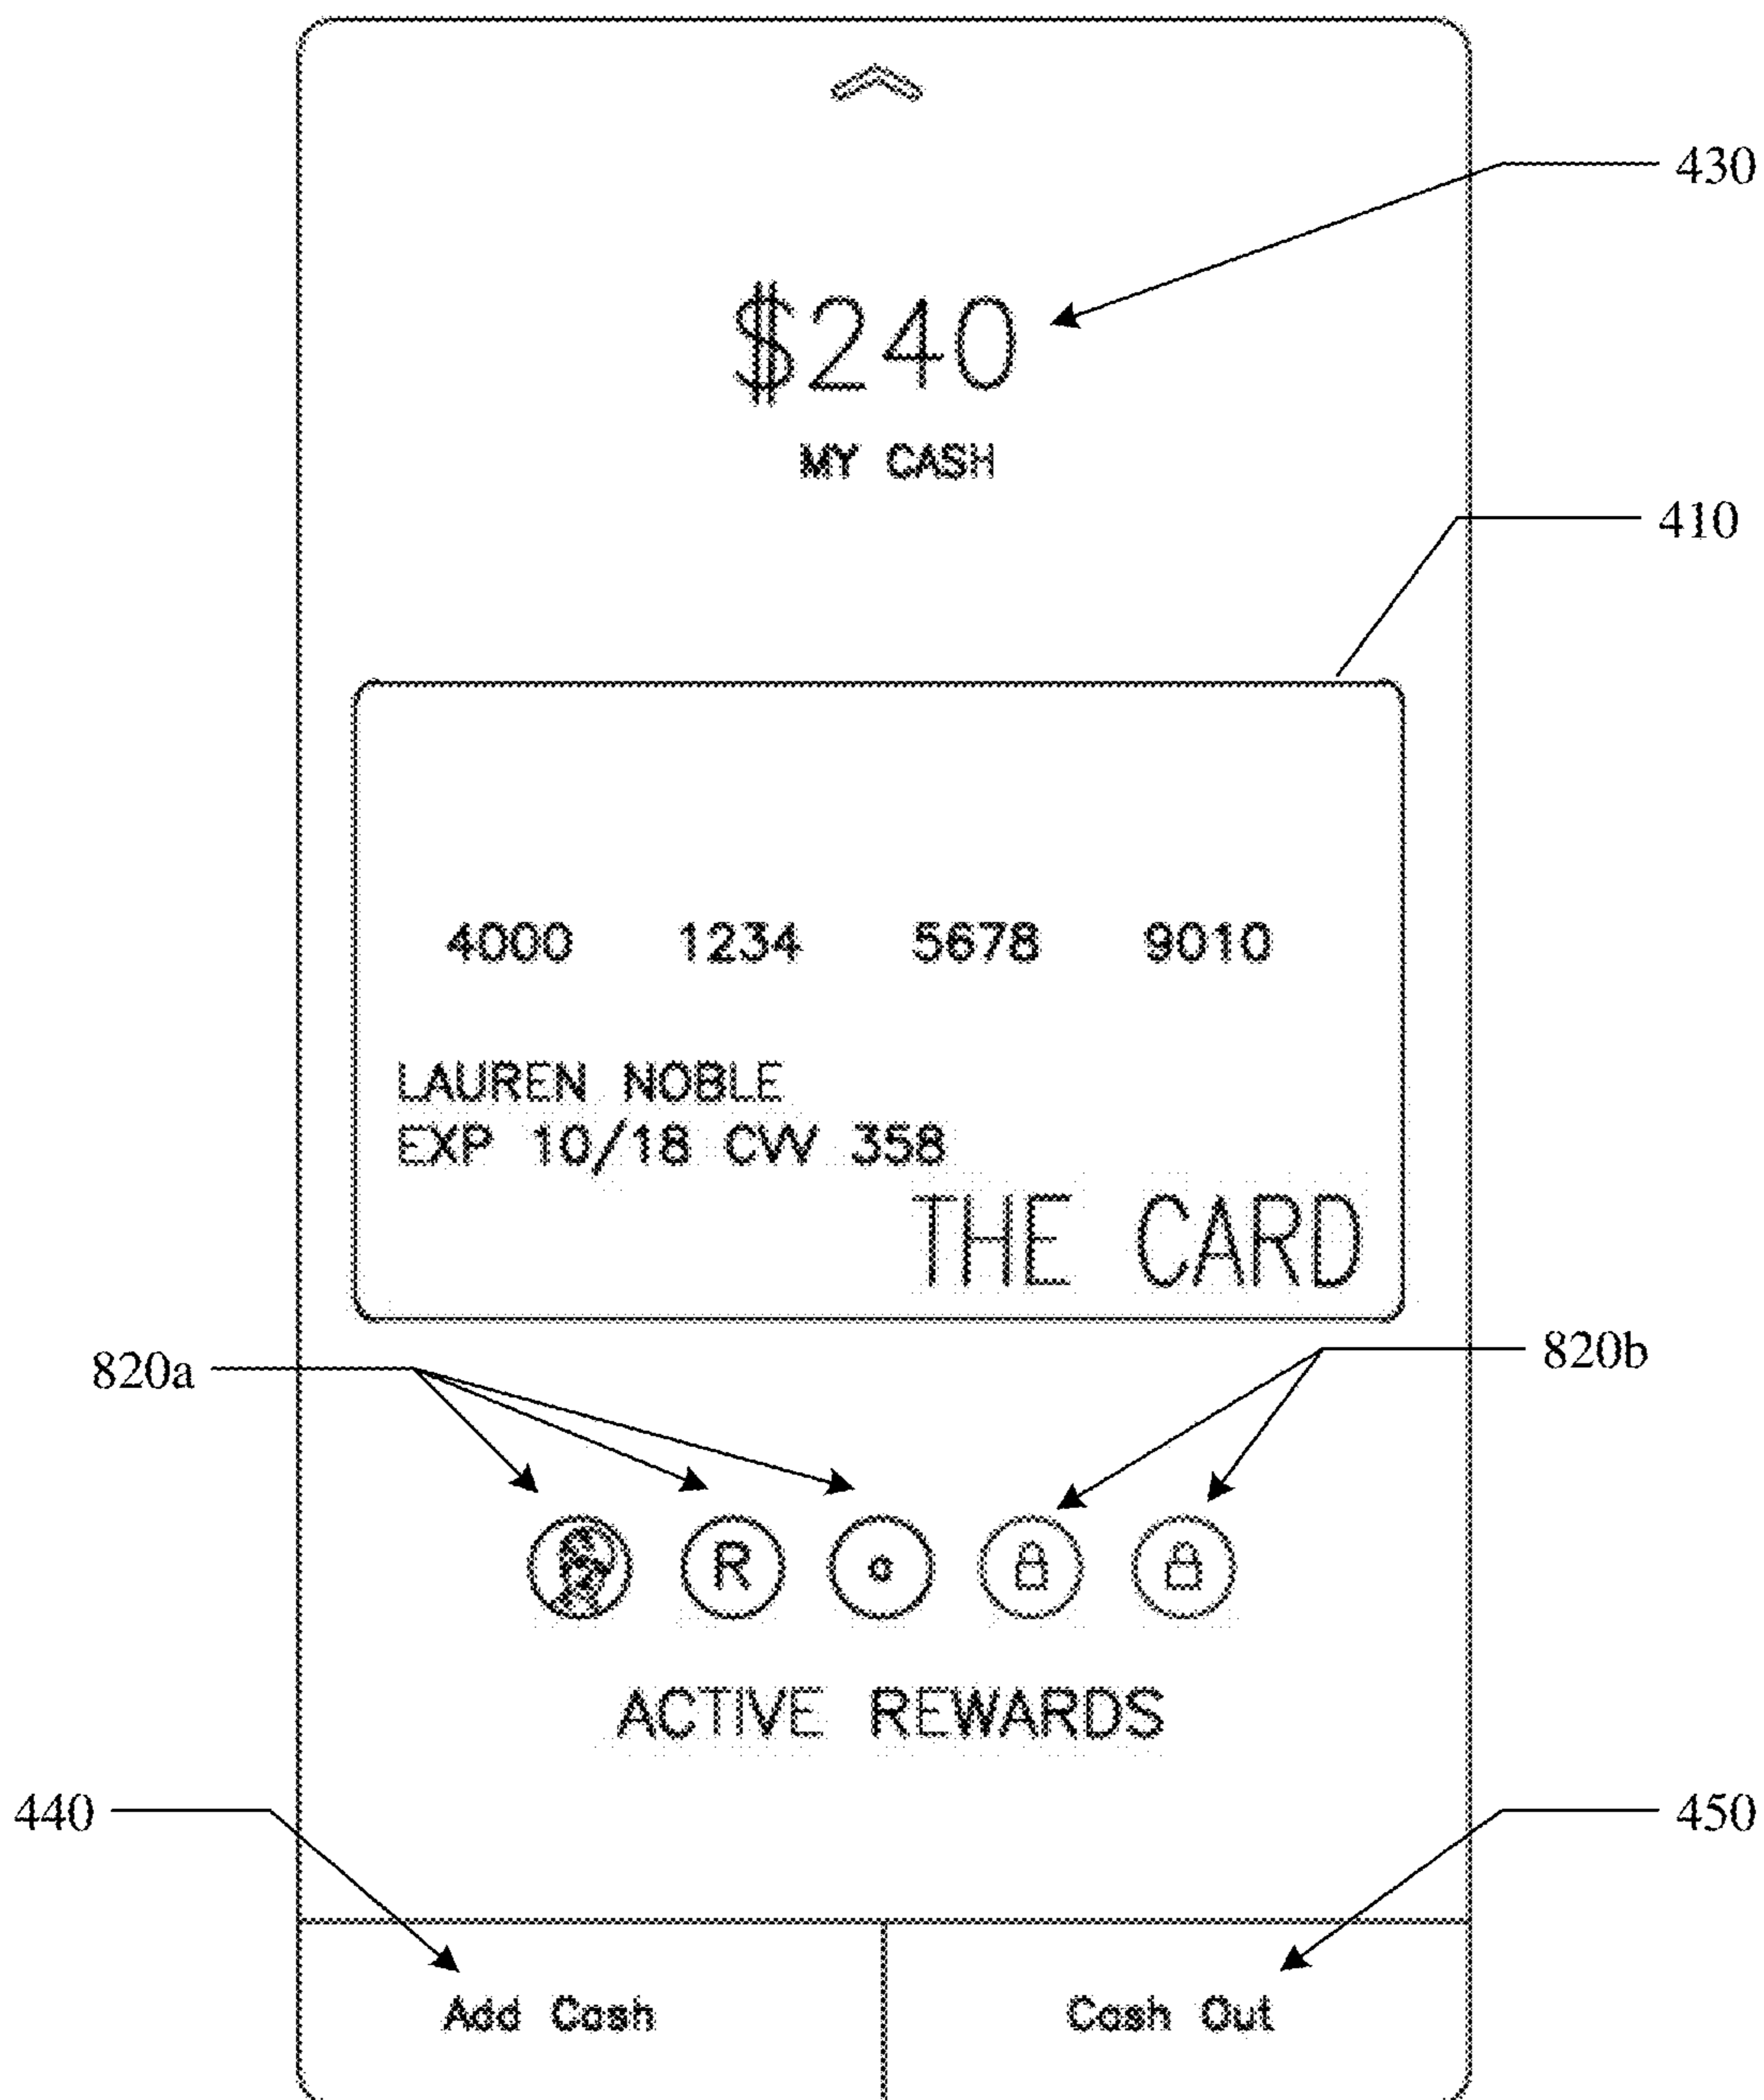 430
$240
MY CASH
410
4000 1234 5678 9010
LAUREN NOBLE
EXP 10/18 CVV 358
THE CARD
820a
820b
R a
ACTIVE REWARDS
440
450
Add Cash
Cash Out